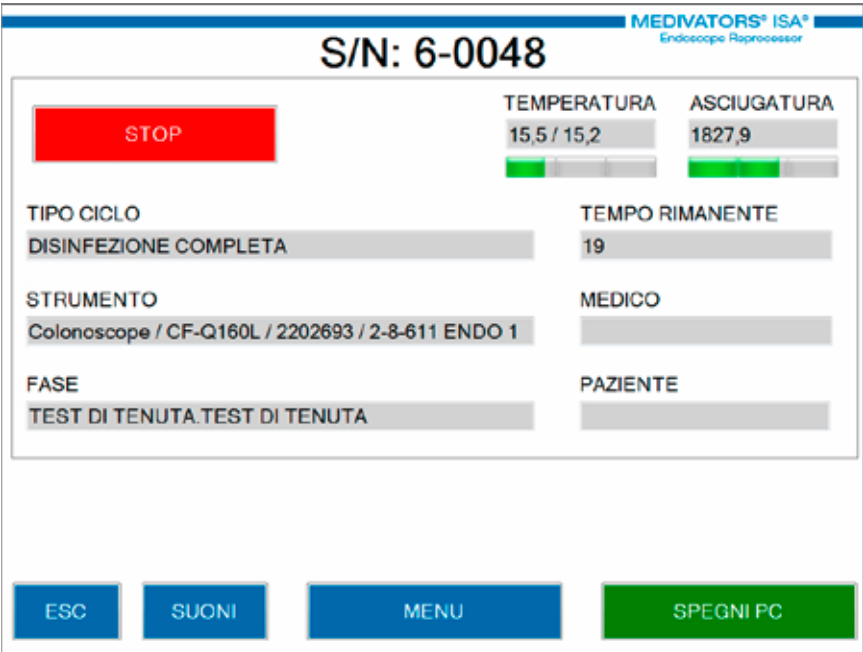 MEDIVATORS® ISA®
Endoscope Reprocessor
S/N: 6-0048
STOP
TEMPERATURA
15,5 / 15,2
ASCIUGATURA
1827,9
TIPO CICLO
DISINFEZIONE COMPLETA
TEMPO RIMANENTE
19
STRUMENTO
Colonoscope / CF-Q160L / 2202693 / 2-8-611 ENDO 1
MEDICO
FASE
TEST DI TENUTA.TEST DI TENUTA
PAZIENTE
ESC
SUONI
MENU
SPEGNI PC